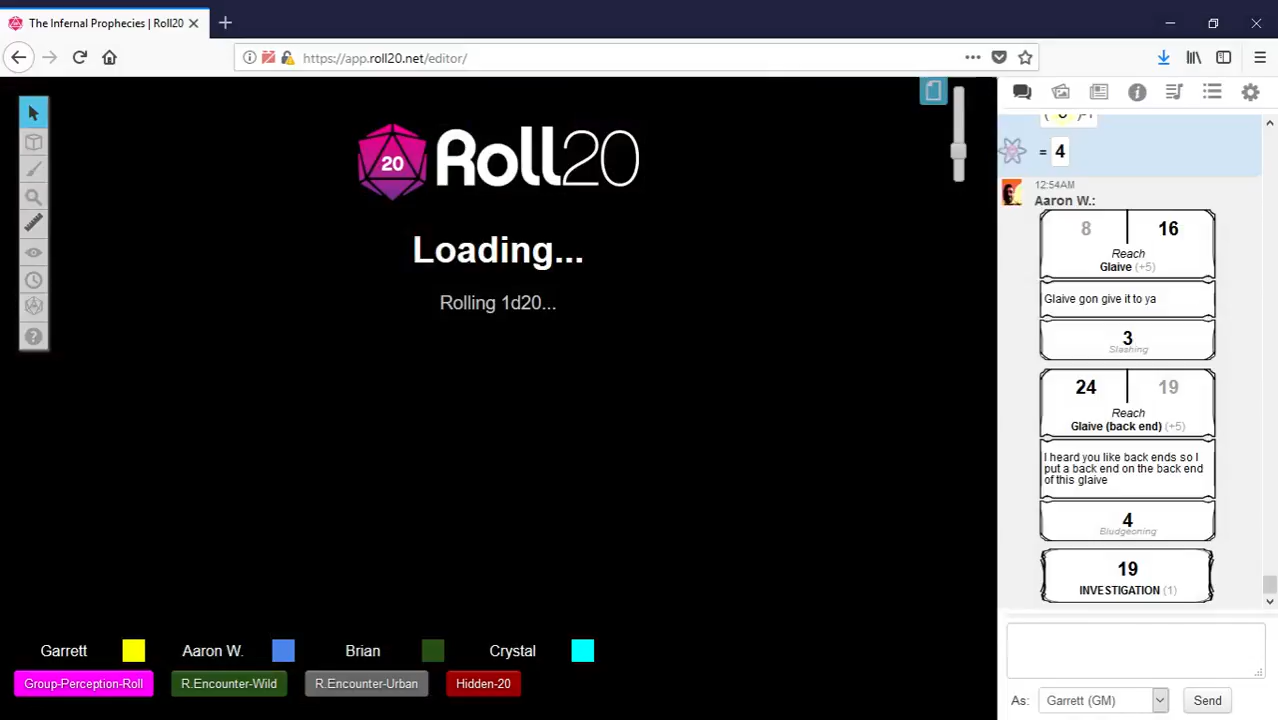 The Infernal Prophecies | Roll20
https://app.roll20.net/editor/
20 Roll20
Loading...
Rolling 1d20...
= 4
12:54AM
Aaron W.:
8 16
Reach
Glaive (+5)
Glaive gon give it to ya
3
Slashing
24 19
Reach
Glaive (back end) (+5)
I heard you like back ends so I
put a back end on the back end
of this glaive
4
Bludgeoning
19
INVESTIGATION (1)
Garrett Aaron W. Brian Crystal
Group-Perception-Roll R.Encounter-Wild R.Encounter-Urban Hidden-20
As: Garrett (GM) Send